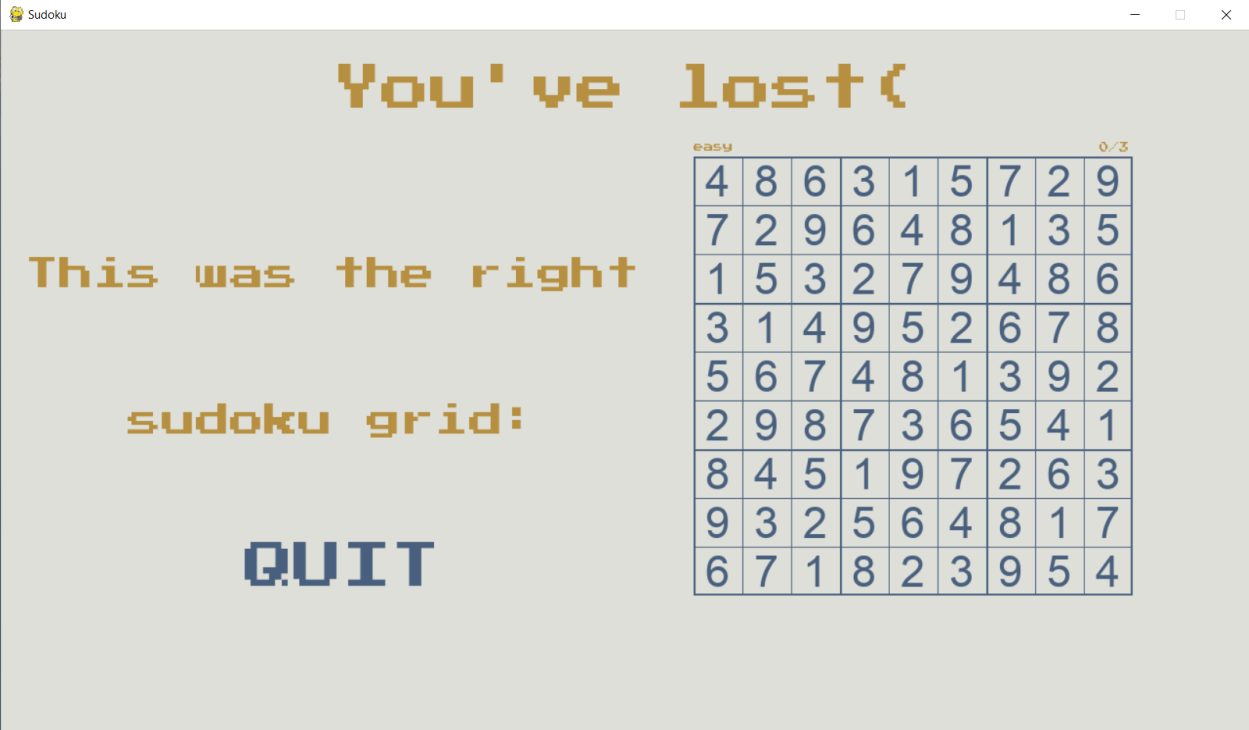 Sudoku
You've lost(
easy 0/3
4 8 6 3 1 5 7 2 9
7 2 9 6 4 8 1 3 5
This was the right
1 5 3 2 7 9 4 8 6
3 1 4 9 5 2 6 7 8
5 6 7 4 8 1 3 9 2
sudoku grid:
2 9 8 7 3 6 5 4 1
8 4 5 1 9 7 2 6 3
9 3 2 5 6 4 8 1 7
QUIT
6 7 1 8 2 3 9 5 4